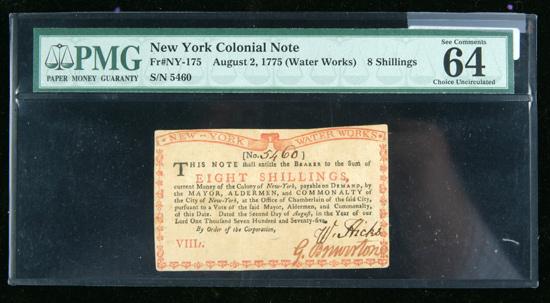 PMG
PAPER MONEY GUARANTY
New York Colonial Note
Fr#NY-175 August 2, 1775 (Water Works) 8 Shillings
S/N 5460
See Comments
64
Choice Uncirculated
NEW-YORK WATER WORKS
[No. 5460]
THIS NOTE shall entitle the BEARER to the Sum of
EIGHT SHILLINGS,
current Money of the Colony of New-York, payable on DEMAND, by
the MAYOR, ALDERMEN, and COMMONALTY of
the City of New-York, at the Office of Chamberlain of the said City,
pursuant to a Vote of the said Mayor, Aldermen, and Commonalty,
of this Date. Dated the Second Day of August, in the Year of our
Lord One Thousand Seven Hundred and Seventy-five.
By Order of the Corporation,
W. Hicks
VIIIs.
G. Brewerton